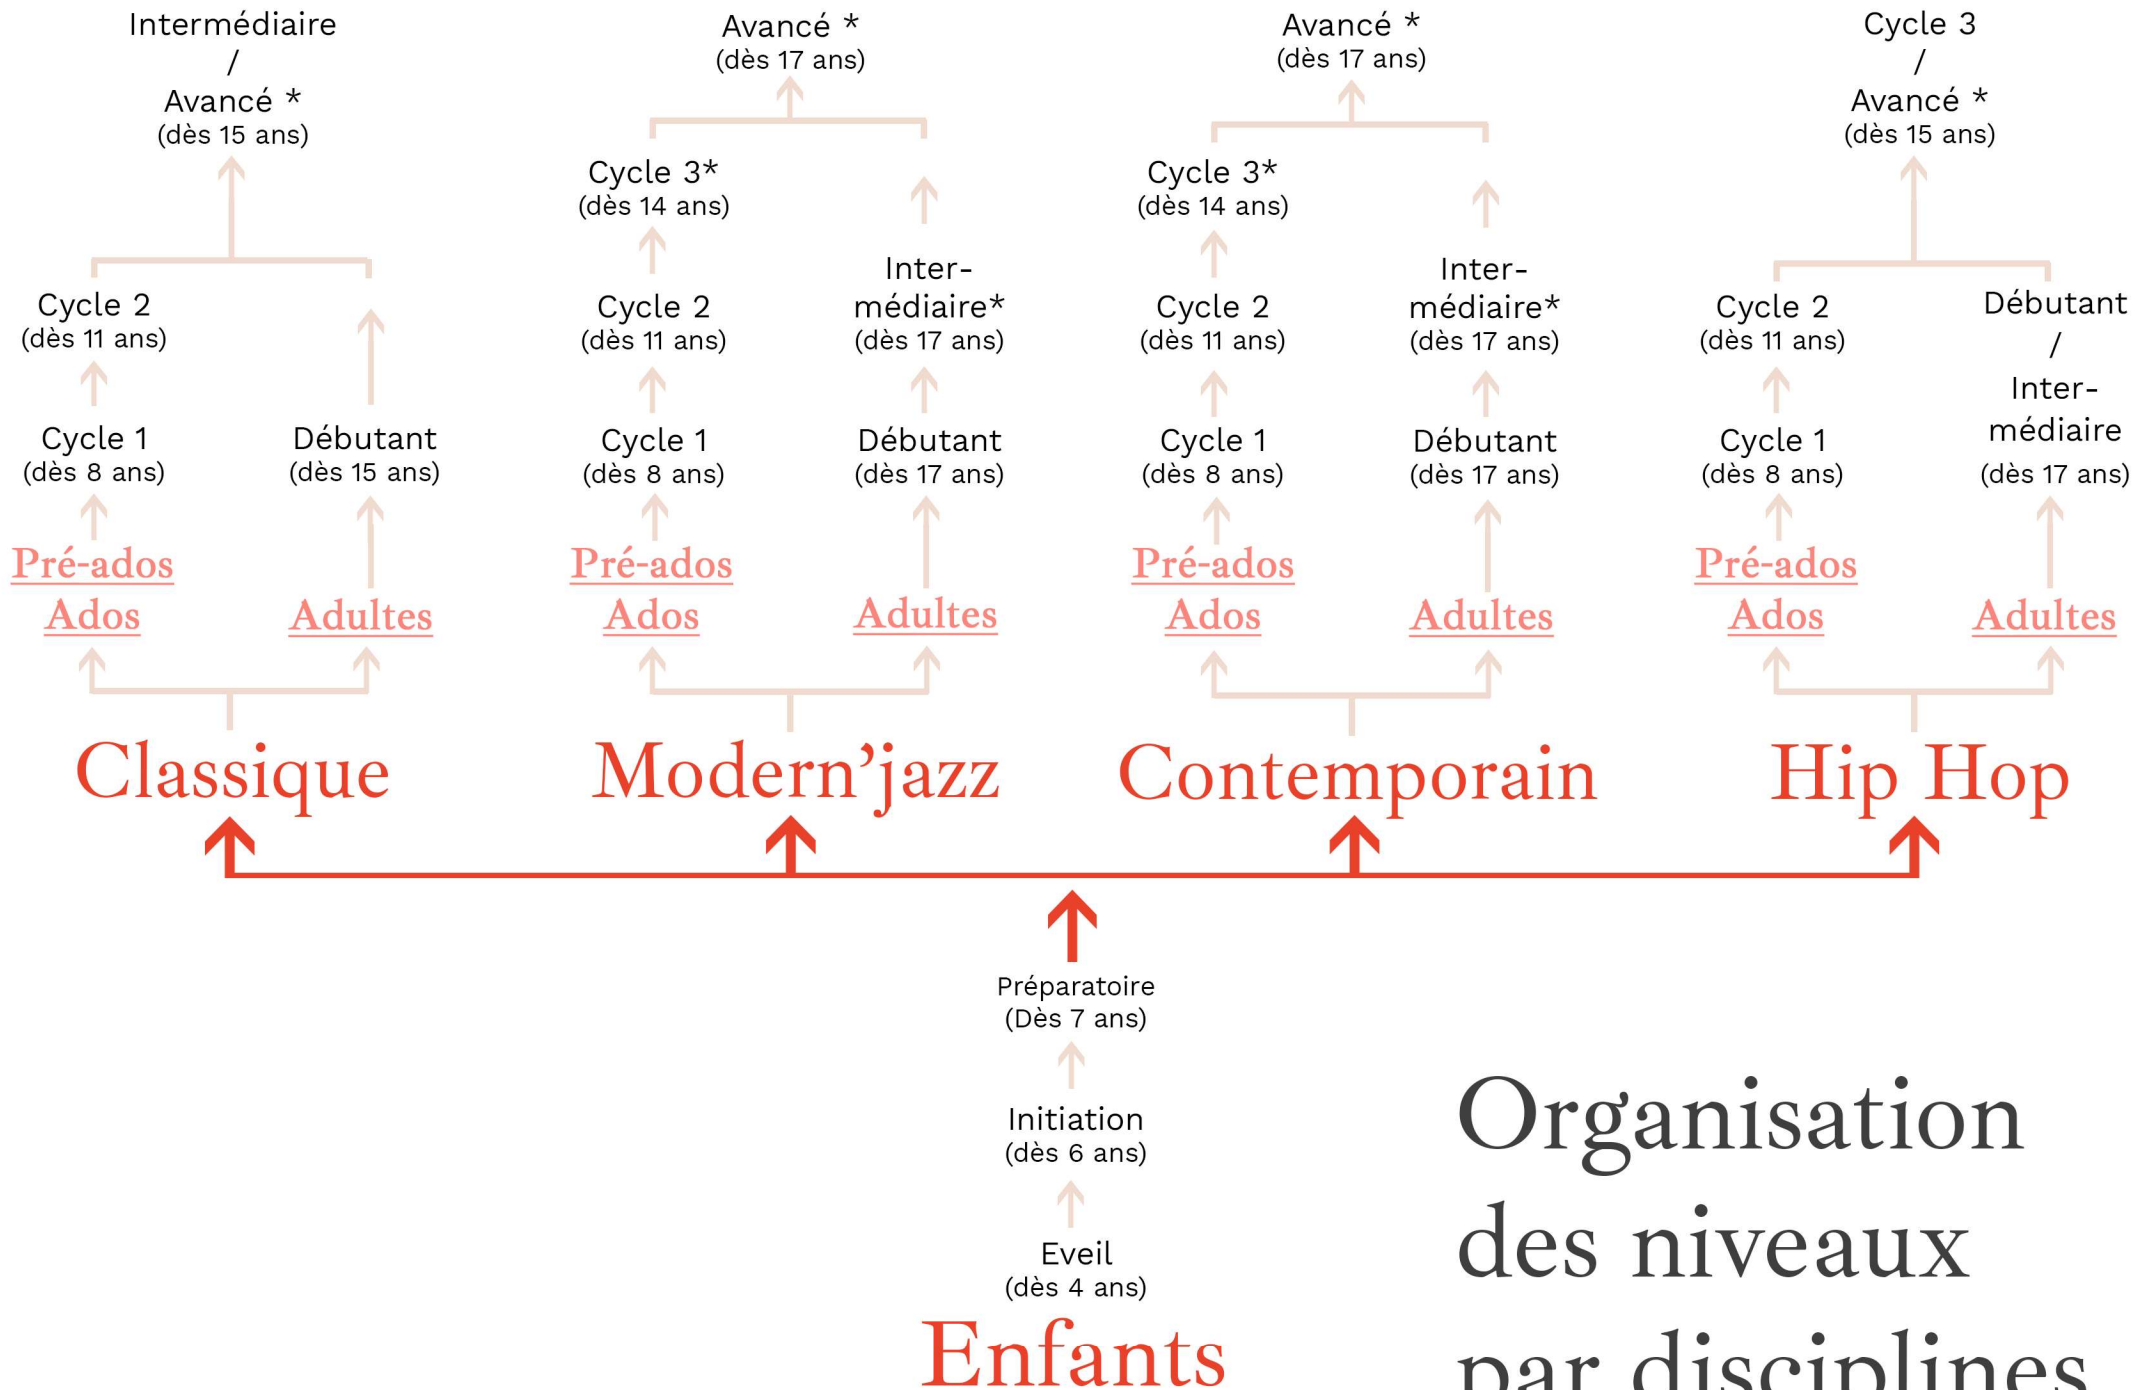 Intermédiaire
/
Avancé *
(dès 15 ans)
Cycle 2
(dès 11 ans)
Cycle 1
(dès 8 ans)
Débutant
(dès 15 ans)
Pré-ados
Ados
Adultes
Classique
Avancé *
(dès 17 ans)
Cycle 3*
(dès 14 ans)
Cycle 2
(dès 11 ans)
Cycle 1
(dès 8 ans)
Inter-
médiaire*
(dès 17 ans)
Débutant
(dès 17 ans)
Pré-ados
Ados
Adultes
Modern’jazz
Avancé *
(dès 17 ans)
Cycle 3*
(dès 14 ans)
Cycle 2
(dès 11 ans)
Cycle 1
(dès 8 ans)
Inter-
médiaire*
(dès 17 ans)
Débutant
(dès 17 ans)
Pré-ados
Ados
Adultes
Contemporain
Cycle 3
/
Avancé *
(dès 15 ans)
Cycle 2
(dès 11 ans)
Cycle 1
(dès 8 ans)
Débutant
/
Inter-
médiaire
(dès 17 ans)
Pré-ados
Ados
Adultes
Hip Hop
Préparatoire
(Dès 7 ans)
Initiation
(dès 6 ans)
Eveil
(dès 4 ans)
Enfants
Organisation
des niveaux
par disciplines